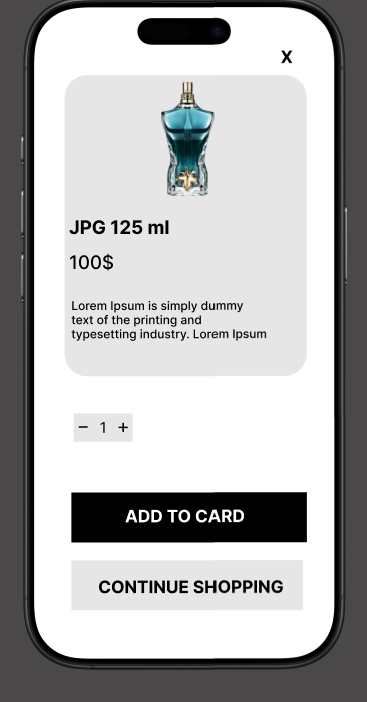 X
JPG 125 ml
100$
Lorem Ipsum is simply dummy
text of the printing and
typesetting industry. Lorem Ipsum
− 1 +
ADD TO CARD
CONTINUE SHOPPING